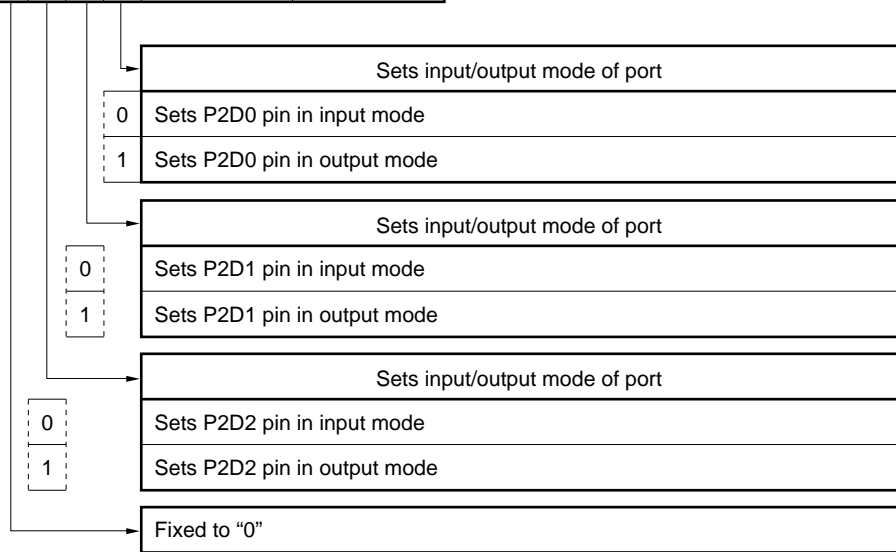 Sets input/output mode of port
0 Sets P2D0 pin in input mode
1 Sets P2D0 pin in output mode
Sets input/output mode of port
0 Sets P2D1 pin in input mode
1 Sets P2D1 pin in output mode
Sets input/output mode of port
0 Sets P2D2 pin in input mode
1 Sets P2D2 pin in output mode
Fixed to “0”